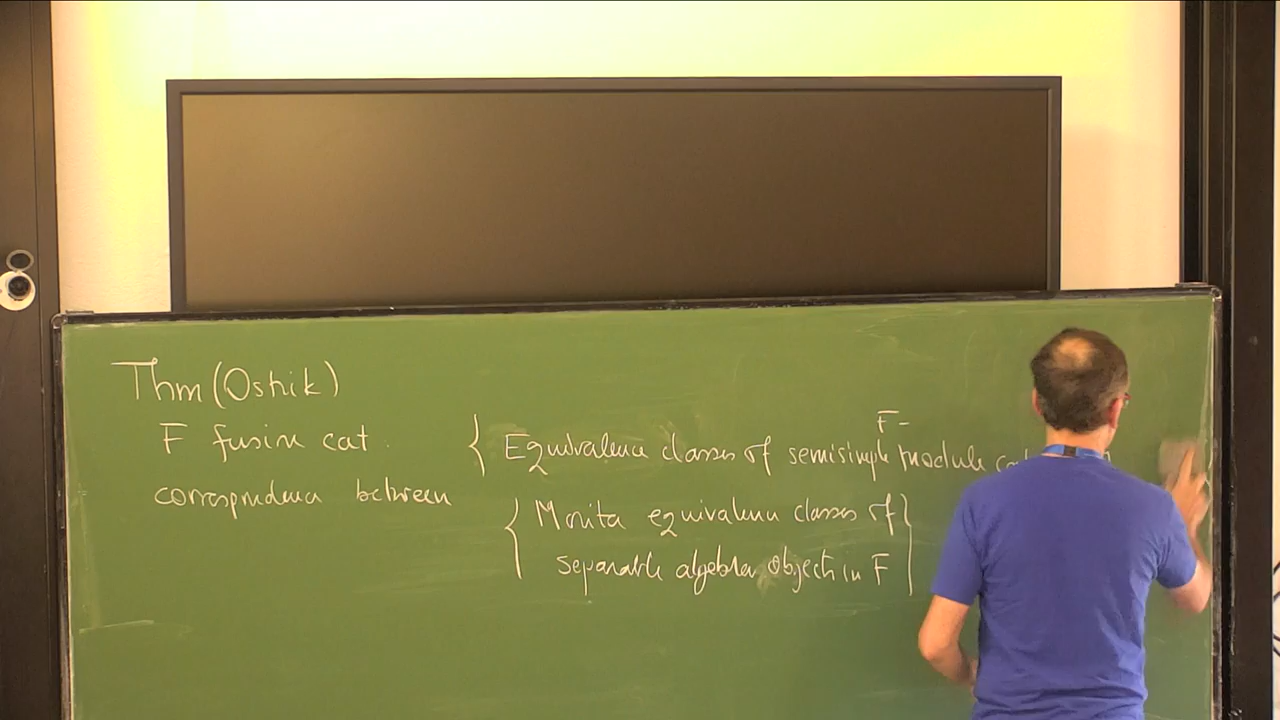 Thm (Ostrik)
F fusion cat.
F-
{ Equivalence classes of semisimple module
correspondence between
{ Morita equivalence classes of
separable algebra objects in F }